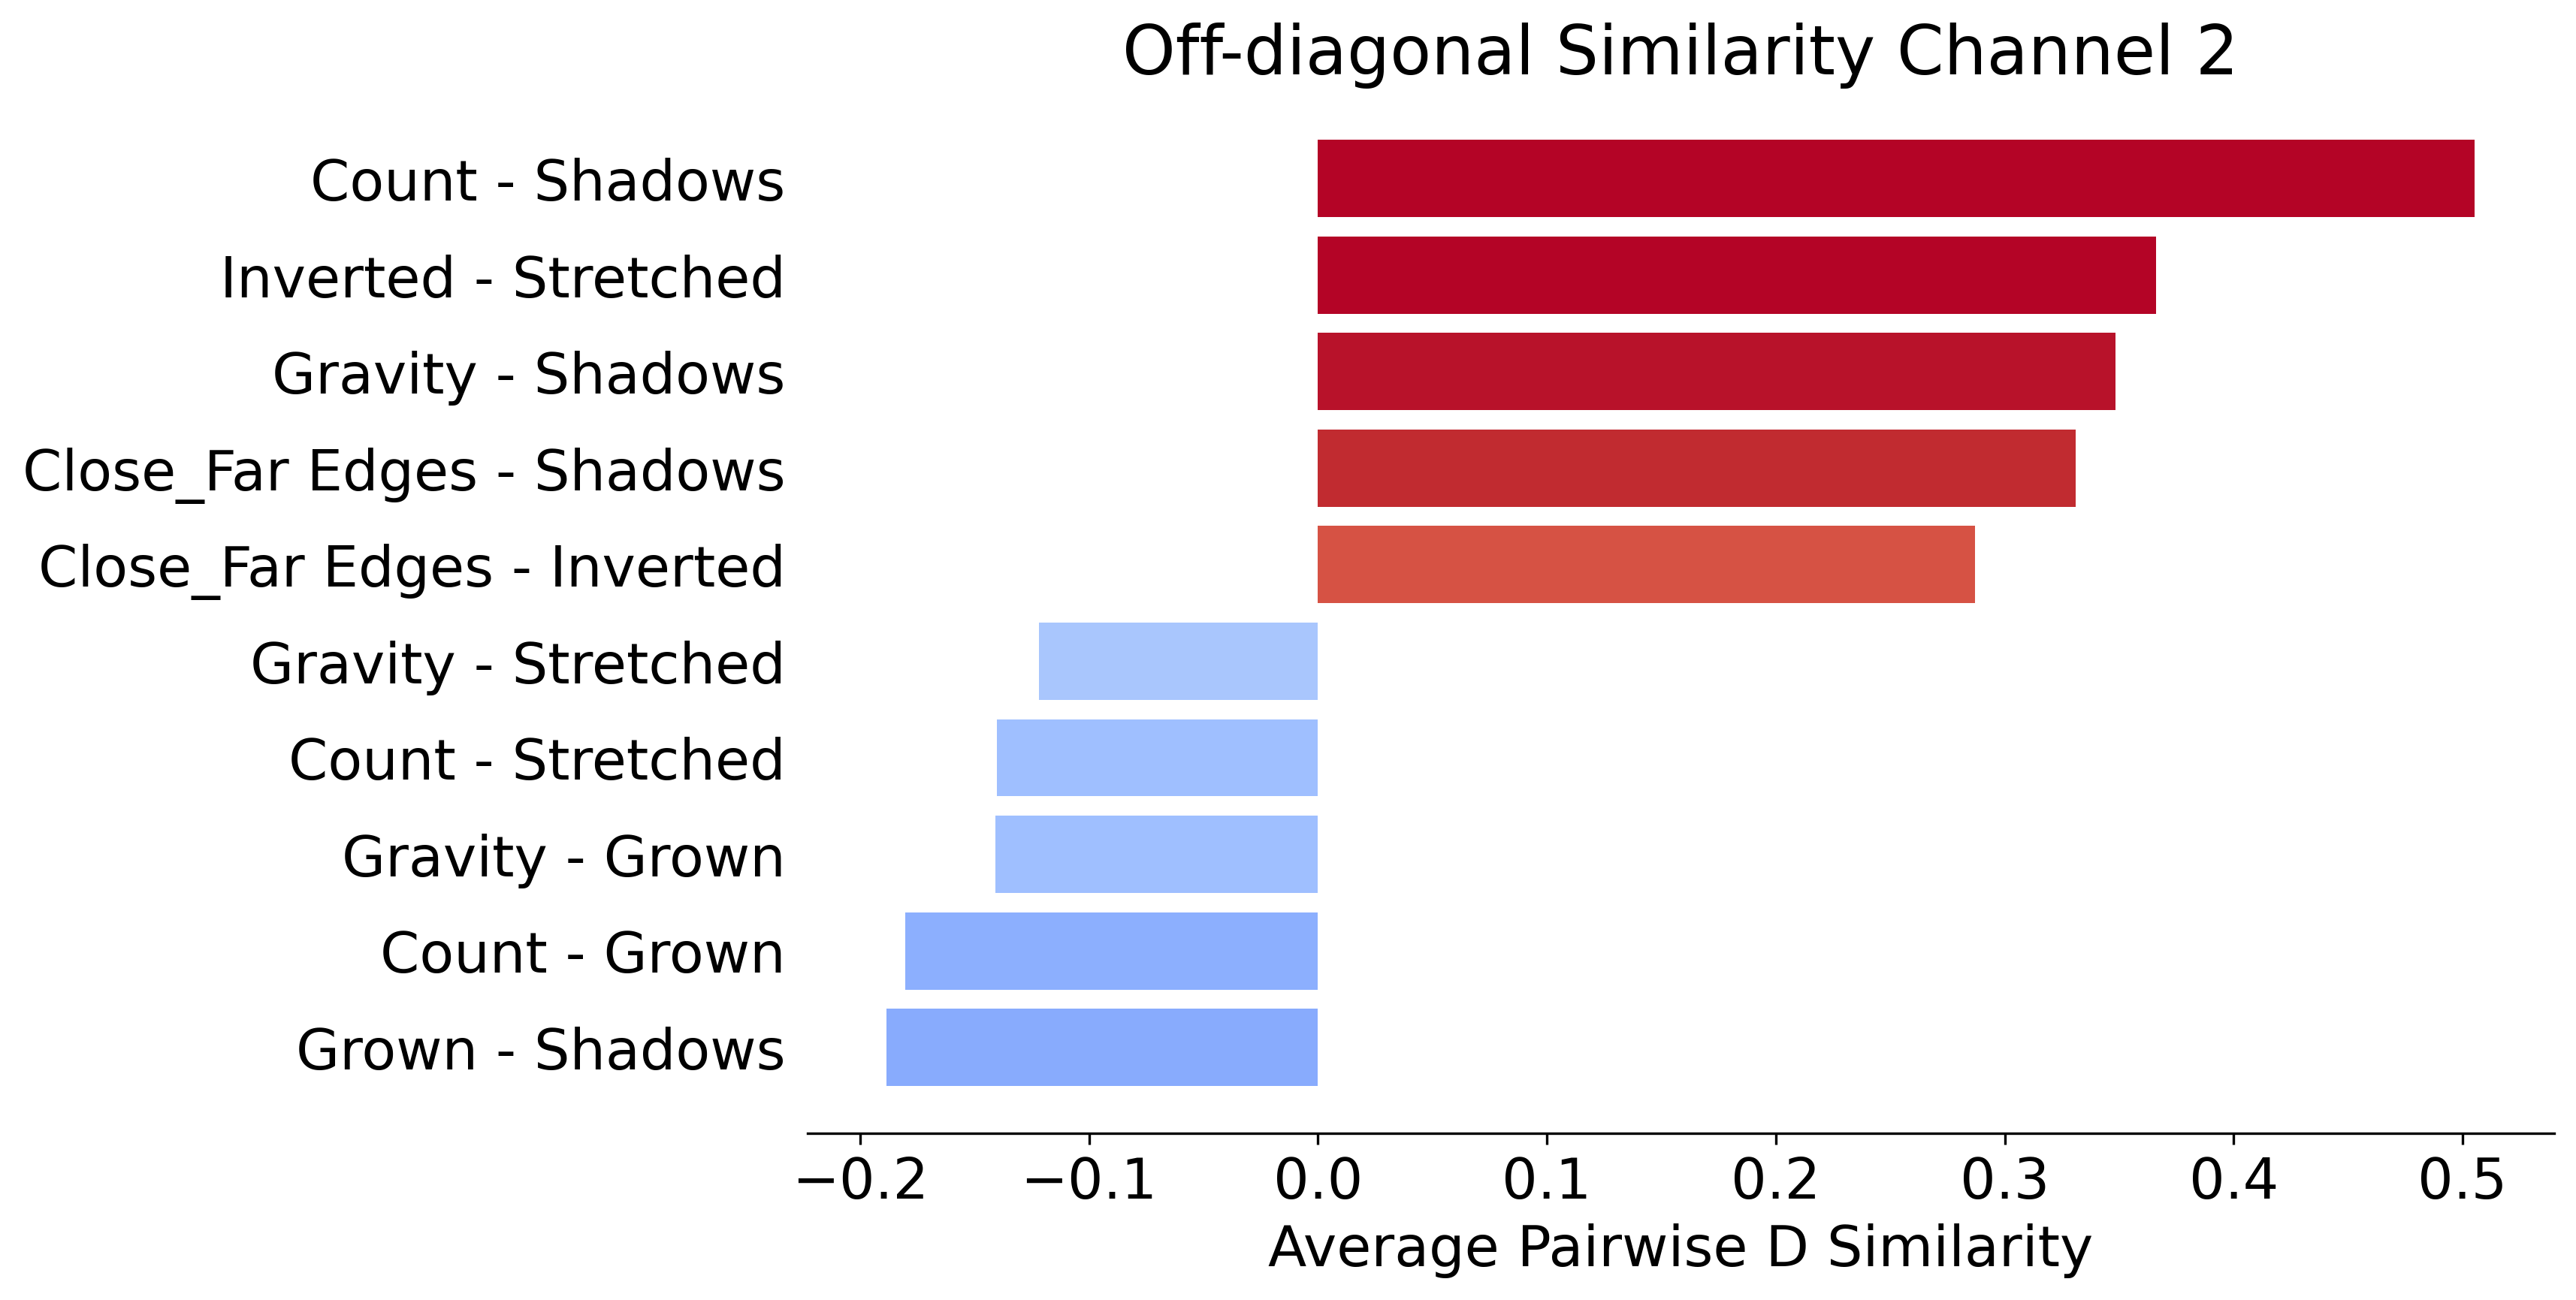 Off-diagonal Similarity Channel 2
Count - Shadows
Inverted - Stretched
Gravity - Shadows
Close_Far Edges - Shadows
Close_Far Edges - Inverted
Gravity - Stretched
Count - Stretched
Gravity - Grown
Count - Grown
Grown - Shadows
−0.2 −0.1 0.0 0.1 0.2 0.3 0.4 0.5
Average Pairwise D Similarity